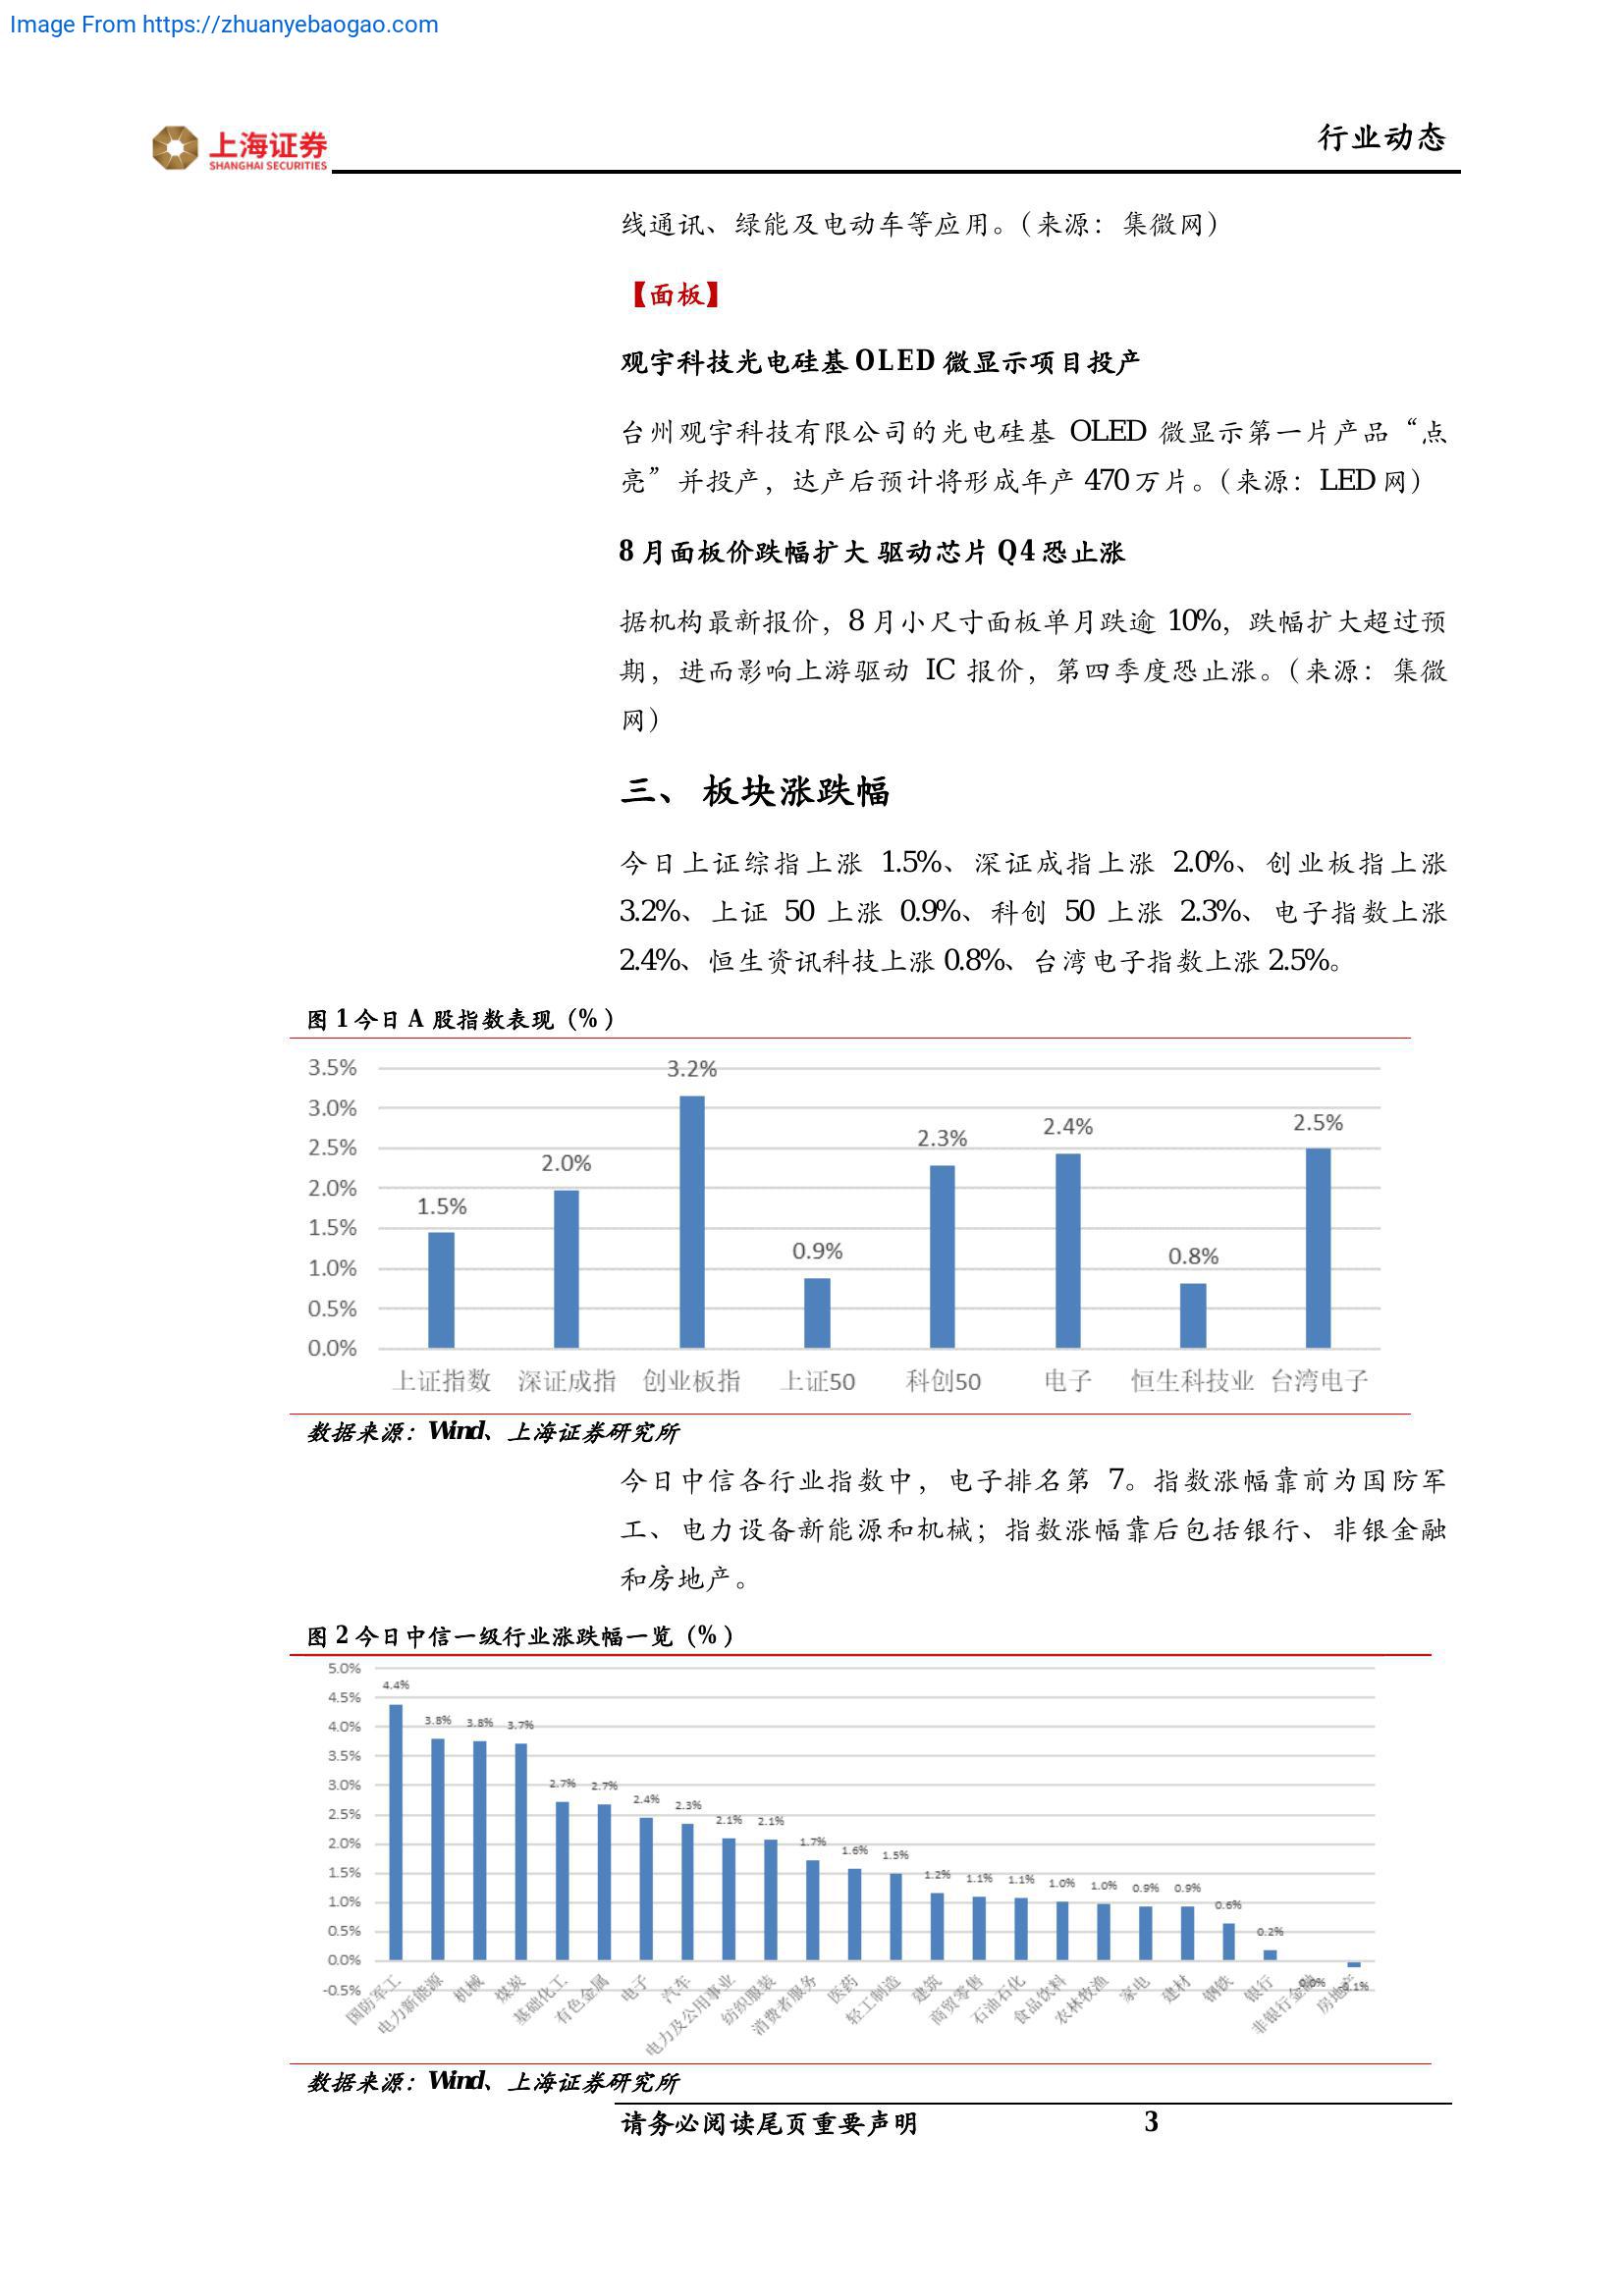 Image From https://zhuanyebaogao.com
上海证券
SHANGHAI SECURITIES
行业动态
线通讯、绿能及电动车等应用。（来源：集微网）
【面板】
观宇科技光电硅基 OLED 微显示项目投产
台州观宇科技有限公司的光电硅基 OLED 微显示第一片产品“点
亮”并投产，达产后预计将形成年产 470 万片。（来源：LED 网）
8 月面板价跌幅扩大 驱动芯片 Q4 恐止涨
据机构最新报价，8 月小尺寸面板单月跌逾 10%，跌幅扩大超过预
期，进而影响上游驱动 IC 报价，第四季度恐止涨。（来源：集微
网）
三、 板块涨跌幅
今日上证综指上涨 1.5%、深证成指上涨 2.0%、创业板指上涨
3.2%、上证 50 上涨 0.9%、科创 50 上涨 2.3%、电子指数上涨
2.4%、恒生资讯科技上涨 0.8%、台湾电子指数上涨 2.5%。
图 1 今日 A 股指数表现（%）
3.5%
3.0%
2.5%
2.0%
1.5%
1.0%
0.5%
0.0%
1.5% 2.0% 3.2% 0.9% 2.3% 2.4% 0.8% 2.5%
上证指数 深证成指 创业板指 上证50 科创50 电子 恒生科技业 台湾电子
数据来源：Wind、上海证券研究所
今日中信各行业指数中，电子排名第 7。指数涨幅靠前为国防军
工、电力设备新能源和机械；指数涨幅靠后包括银行、非银金融
和房地产。
图 2 今日中信一级行业涨跌幅一览（%）
5.0%
4.5%
4.0%
3.5%
3.0%
2.5%
2.0%
1.5%
1.0%
0.5%
0.0%
-0.5%
4.4% 3.8% 3.8% 3.7% 2.7% 2.7% 2.4% 2.3% 2.1% 2.1% 1.7% 1.6% 1.5% 1.2% 1.1% 1.1% 1.0% 1.0% 0.9% 0.9% 0.6% 0.2% 0.0% -0.1%
国防军工 电力新能源 机械 煤炭 基础化工 有色金属 电子 汽车 电力及公用事业 纺织服装 消费者服务 医药 轻工制造 建筑 商贸零售 石油石化 食品饮料 农林牧渔 家电 建材 钢铁 银行 非银行金融 房地产
数据来源：Wind、上海证券研究所
请务必阅读尾页重要声明
3